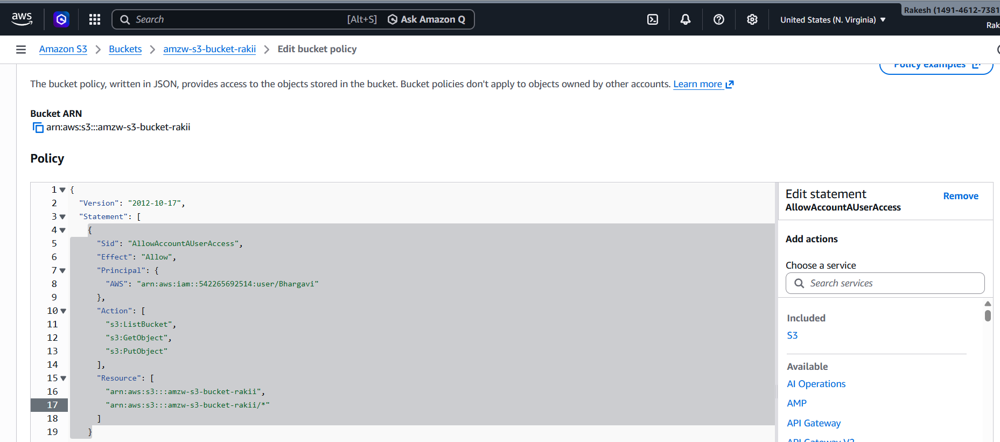 aws
Search [Alt+S] Ask Amazon Q
United States (N. Virginia) ▼
Rakesh (1491-4612-7381
Rak
Amazon S3 > Buckets > amzw-s3-bucket-rakii > Edit bucket policy
Policy examples
The bucket policy, written in JSON, provides access to the objects stored in the bucket. Bucket policies don't apply to objects owned by other accounts. Learn more
Bucket ARN
arn:aws:s3:::amzw-s3-bucket-rakii
Policy
1 {
2 "Version": "2012-10-17",
3 "Statement": [
4 {
5 "Sid": "AllowAccountAUserAccess",
6 "Effect": "Allow",
7 "Principal": {
8 "AWS": "arn:aws:iam::542265692514:user/Bhargavi"
9 },
10 "Action": [
11 "s3:ListBucket",
12 "s3:GetObject",
13 "s3:PutObject"
14 ],
15 "Resource": [
16 "arn:aws:s3:::amzw-s3-bucket-rakii",
17 "arn:aws:s3:::amzw-s3-bucket-rakii/*"
18 ]
19 }
Edit statement
Remove
AllowAccountAUserAccess
Add actions
Choose a service
Search services
Included
S3
Available
AI Operations
AMP
API Gateway
API Gateway V2